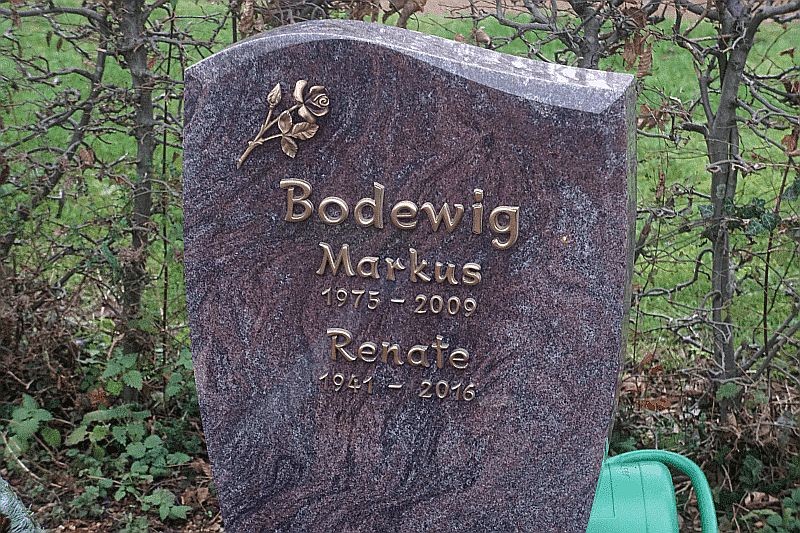 Bodewig
Markus
1975 – 2009
Renate
1941 – 2016